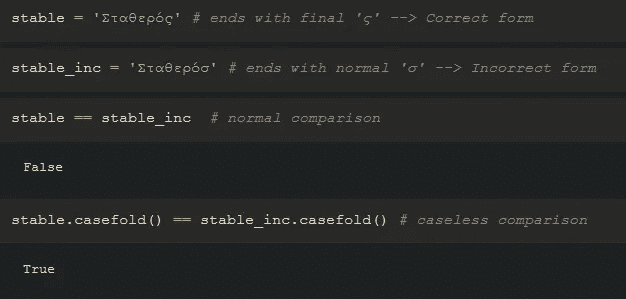 stable = 'Σταθερός' # ends with final 'ς' --> Correct form
stable_inc = 'Σταθερόσ' # ends with normal 'σ' --> Incorrect form
stable == stable_inc  # normal comparison
False
stable.casefold() == stable_inc.casefold() # caseless comparison
True